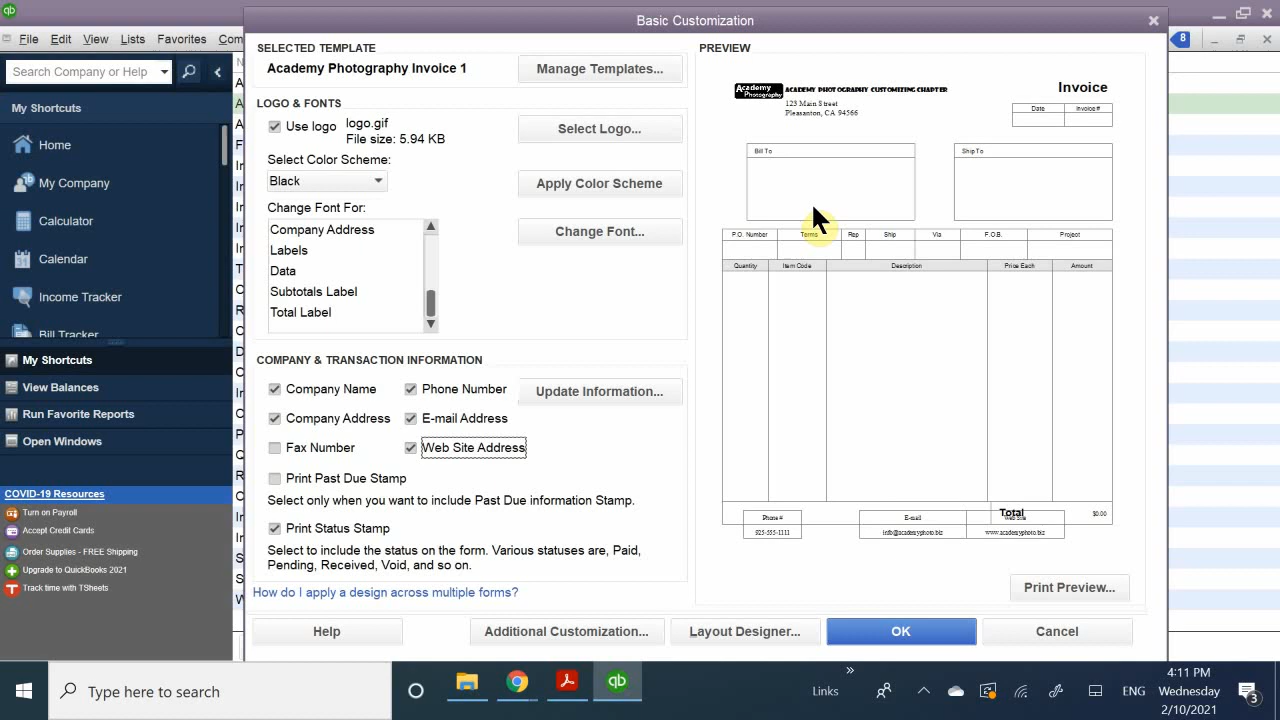 qb
Basic Customization
File Edit View Lists Favorites Com
8
Search Company or Help
My Shortcuts
Home
My Company
Calculator
Calendar
Income Tracker
Bill Tracker
My Shortcuts
View Balances
Run Favorite Reports
Open Windows
COVID-19 Resources
Turn on Payroll
Accept Credit Cards
Order Supplies - FREE Shipping
Upgrade to QuickBooks 2021
Track time with TSheets
SELECTED TEMPLATE
Academy Photography Invoice 1
Manage Templates...
LOGO & FONTS
Use logo
logo.gif
File size: 5.94 KB
Select Logo...
Select Color Scheme:
Black
Apply Color Scheme
Change Font For:
Company Address
Labels
Data
Subtotals Label
Total Label
Change Font...
COMPANY & TRANSACTION INFORMATION
Company Name Phone Number Update Information...
Company Address E-mail Address
Fax Number Web Site Address
Print Past Due Stamp
Select only when you want to include Past Due information Stamp.
Print Status Stamp
Select to include the status on the form. Various statuses are, Paid,
Pending, Received, Void, and so on.
How do I apply a design across multiple forms?
PREVIEW
Academy
Photography
ACADEMY PHOTOGRAPHY CUSTOMIZING CHAPTER
123 Main Street
Pleasanton, CA 94566
Invoice
Date Invoice #
Bill To Ship To
P.O. Number Terms Rep Ship Via F.O.B. Project
Quantity Item Code Description Price Each Amount
Total $0.00
Phone # E-mail Web Site
925-555-1111 info@academyphoto.biz www.academyphoto.biz
Print Preview...
Help Additional Customization... Layout Designer... OK Cancel
Type here to search
qb
Links
ENG
4:11 PM
Wednesday
2/10/2021
3